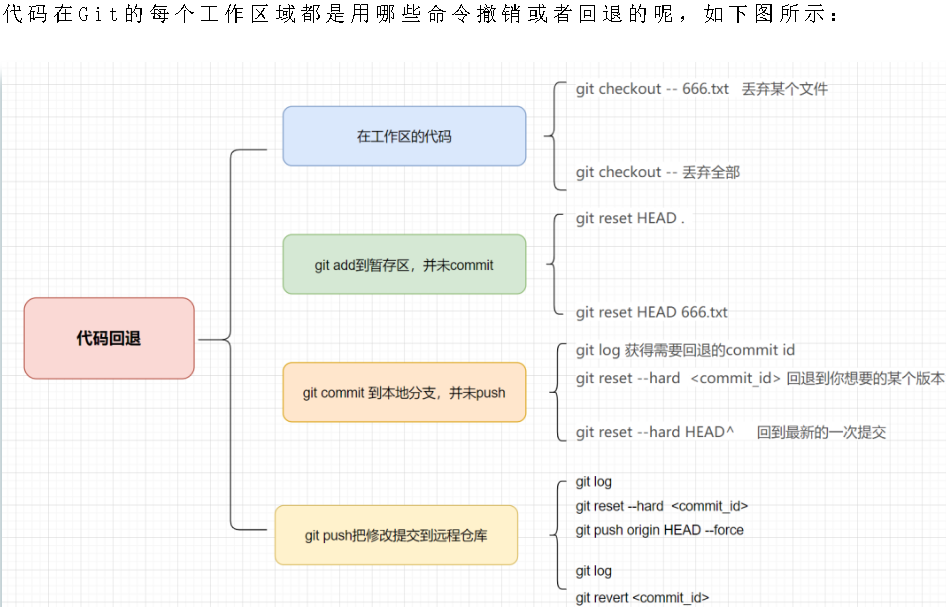 代码在Git的每个工作区域都是用哪些命令撤销或者回退的呢，如下图所示：
代码回退
在工作区的代码
git checkout -- 666.txt 丢弃某个文件
git checkout -- 丢弃全部
git add到暂存区，并未commit
git reset HEAD .
git reset HEAD 666.txt
git commit 到本地分支，并未push
git log 获得需要回退的commit id
git reset --hard <commit_id> 回退到你想要的某个版本
git reset --hard HEAD^ 回到最新的一次提交
git push把修改提交到远程仓库
git log
git reset --hard <commit_id>
git push origin HEAD --force
git log
git revert <commit_id>